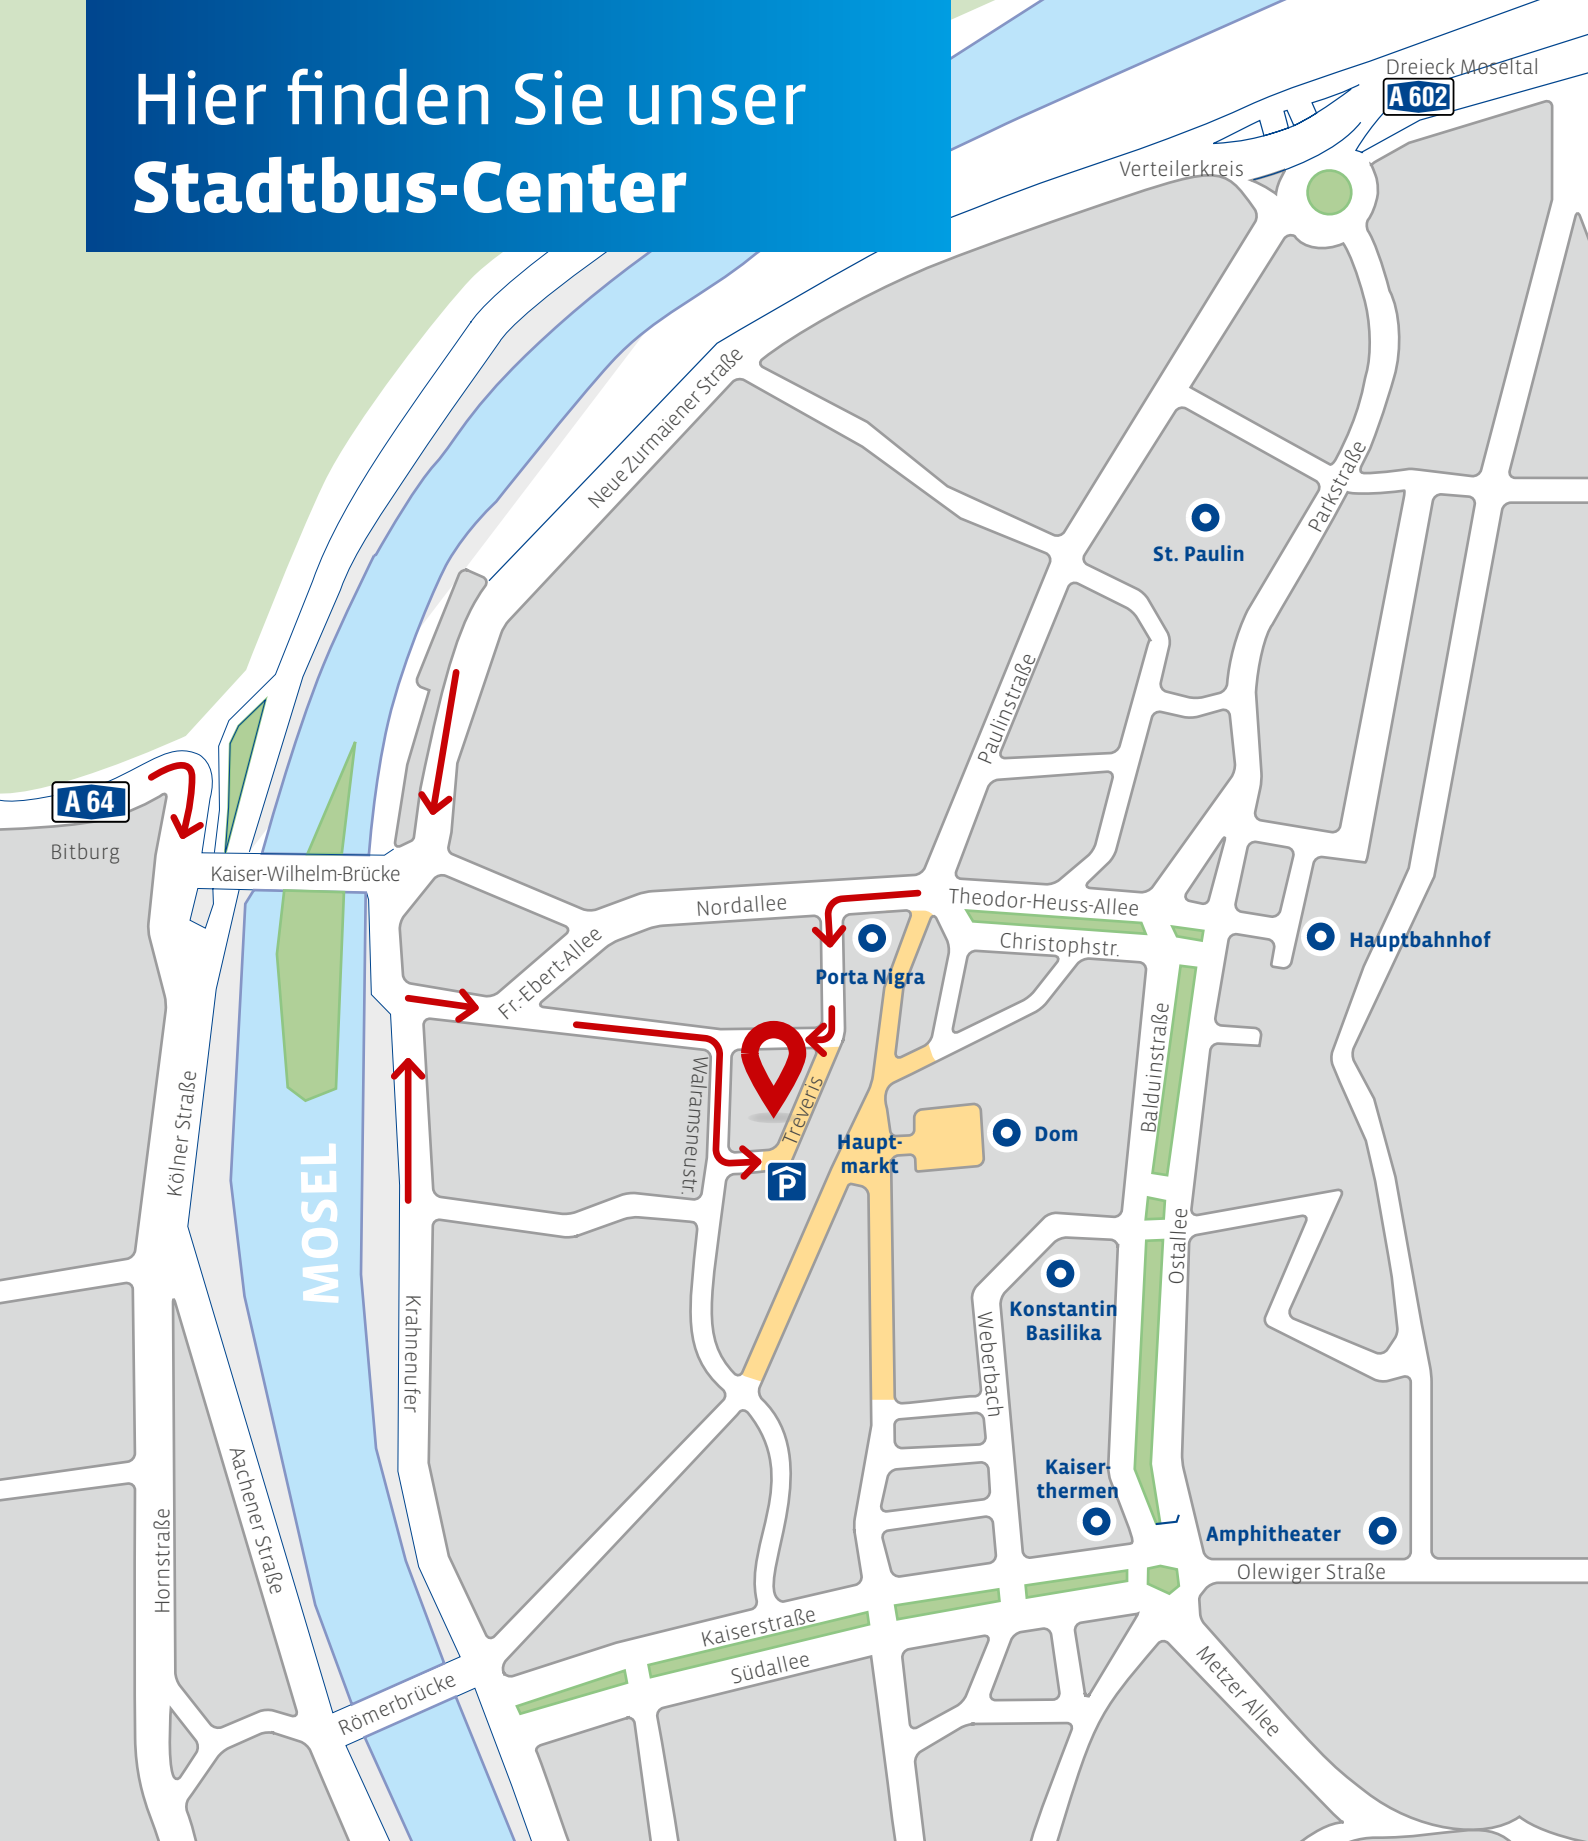 Hier finden Sie unser
Stadtbus-Center
Dreieck Moseltal
A 602
Verteilerkreis
Neue Zurmaiener Straße
Parkstraße
St. Paulin
Paulinstraße
A 64
Bitburg
Kaiser-Wilhelm-Brücke
Nordallee
Theodor-Heuss-Allee
Christophstr.
Hauptbahnhof
Fr.-Ebert-Allee
Porta Nigra
Balduinstraße
Walramsneustr.
Treveris
Kölner Straße
MOSEL
Haupt-
markt
Dom
P
Ostallee
Konstantin
Basilika
Krahnenufer
Weberbach
Kaiser-
thermen
Amphitheater
Olewiger Straße
Aachener Straße
Hornstraße
Kaiserstraße
Südallee
Römerbrücke
Metzer Allee